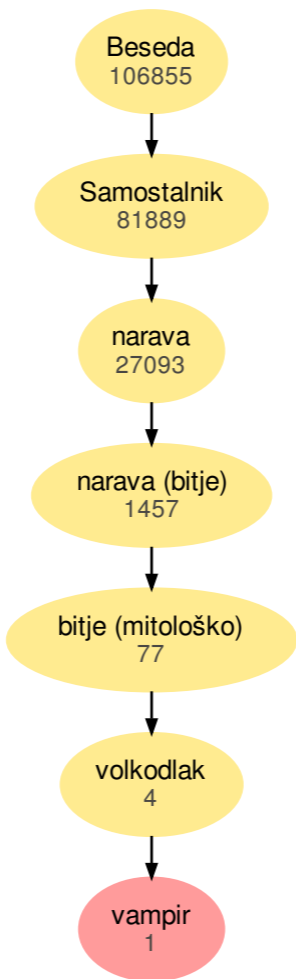 Beseda
106855
Samostalnik
81889
narava
27093
narava (bitje)
1457
bitje (mitološko)
77
volkodlak
4
vampir
1